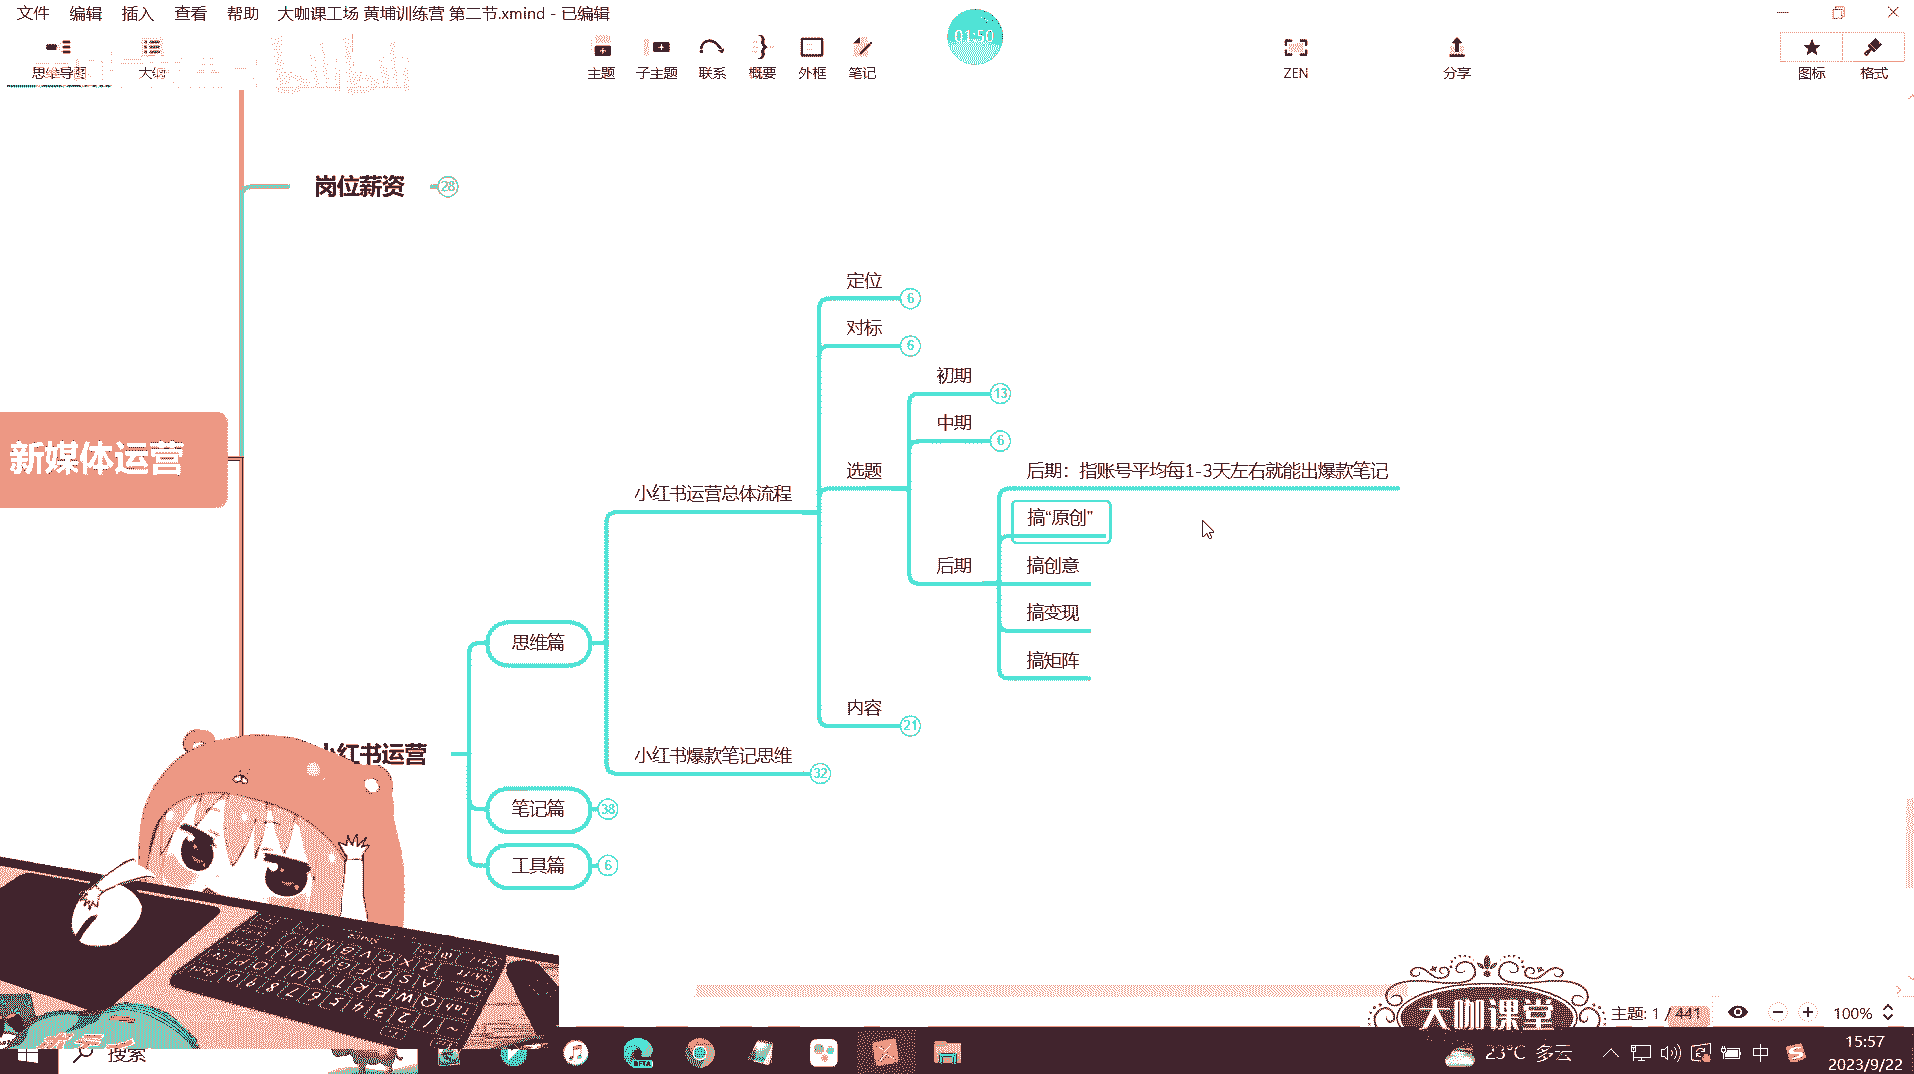 文件 编辑 插入 查看 帮助 大咖课工场 黄埔训练营 第二节.xmind - 已编辑
思维导图 大纲 主题 子主题 联系 概要 外框 笔记 01:50 ZEN 分享 图标 格式
岗位薪资 28
定位 6
对标 6
初期 13
中期 6
新媒体运营
选题
后期：指账号平均每1-3天左右就能出爆款笔记
小红书运营总体流程
搞“原创”
后期
搞创意
搞变现
思维篇
搞矩阵
内容 21
小红书运营
小红书爆款笔记思维 32
笔记篇 38
工具篇 6
大咖课堂
主题: 1 / 441 100%
搜索 BETA 23°C 多云 中 15:57
2023/9/22